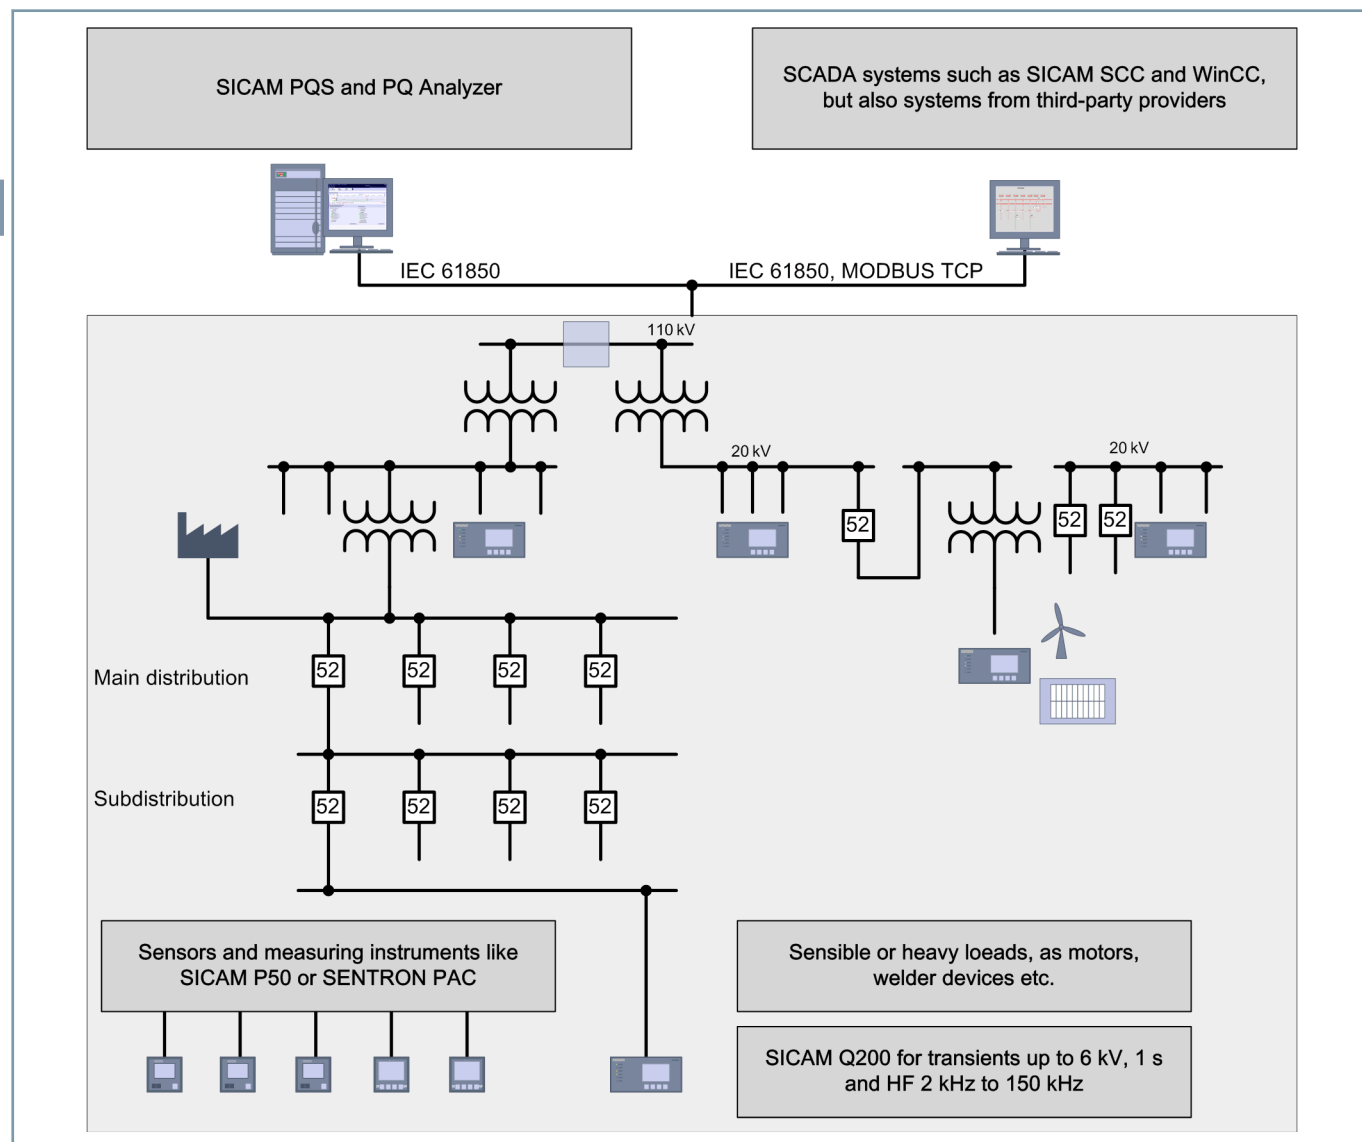 SICAM PQS and PQ Analyzer
SCADA systems such as SICAM SCC and WinCC,
but also systems from third-party providers
IEC 61850
IEC 61850, MODBUS TCP
110 kV
20 kV
20 kV
52
52
52
Main distribution
52
52
52
52
Subdistribution
52
52
52
52
Sensors and measuring instruments like
SICAM P50 or SENTRON PAC
Sensible or heavy loeads, as motors,
welder devices etc.
SICAM Q200 for transients up to 6 kV, 1 s
and HF 2 kHz to 150 kHz